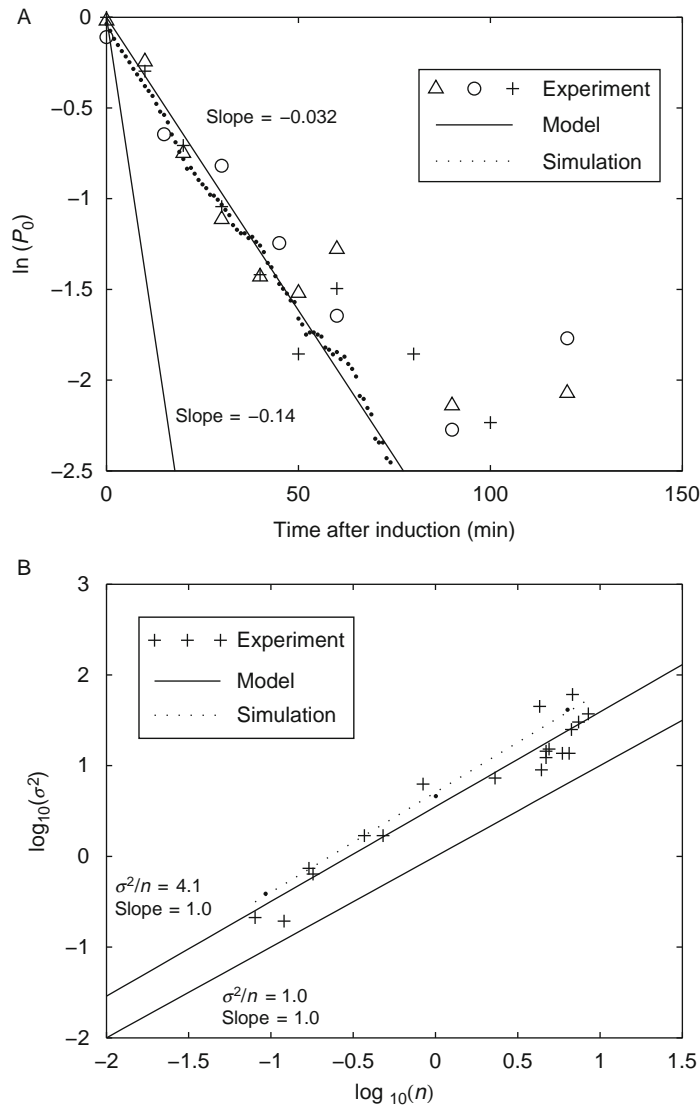 A
0
−0.5
−1
−1.5
−2
−2.5
ln (P₀)
Slope = −0.032
Slope = −0.14
Experiment
Model
Simulation
0
50
100
150
Time after induction (min)
B
3
2
1
0
−1
−2
log₁₀(σ²)
Experiment
Model
Simulation
σ²/n = 4.1
Slope = 1.0
σ²/n = 1.0
Slope = 1.0
−2
−1.5
−1
−0.5
0
0.5
1
1.5
log ₁₀(n)